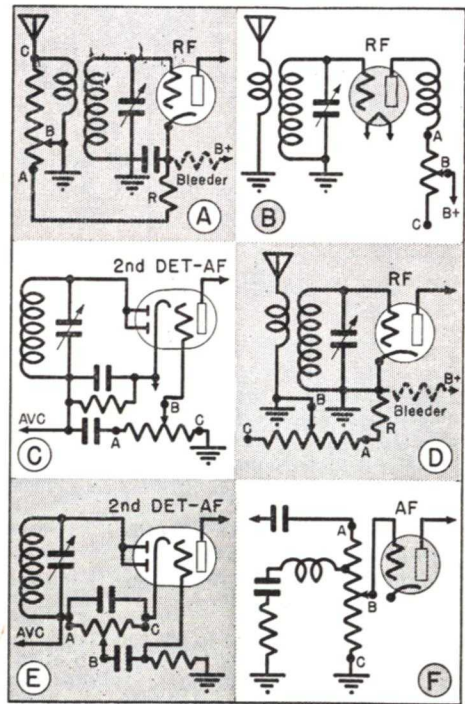 C RF
B B+
A Bleeder
R
A
RF
A
B
C B+
B
2nd DET-AF
B C
AVC A
C
RF
B B+
Bleeder
R
C A
D
2nd DET-AF
A C
AVC
B
E
AF
A
B
C
F